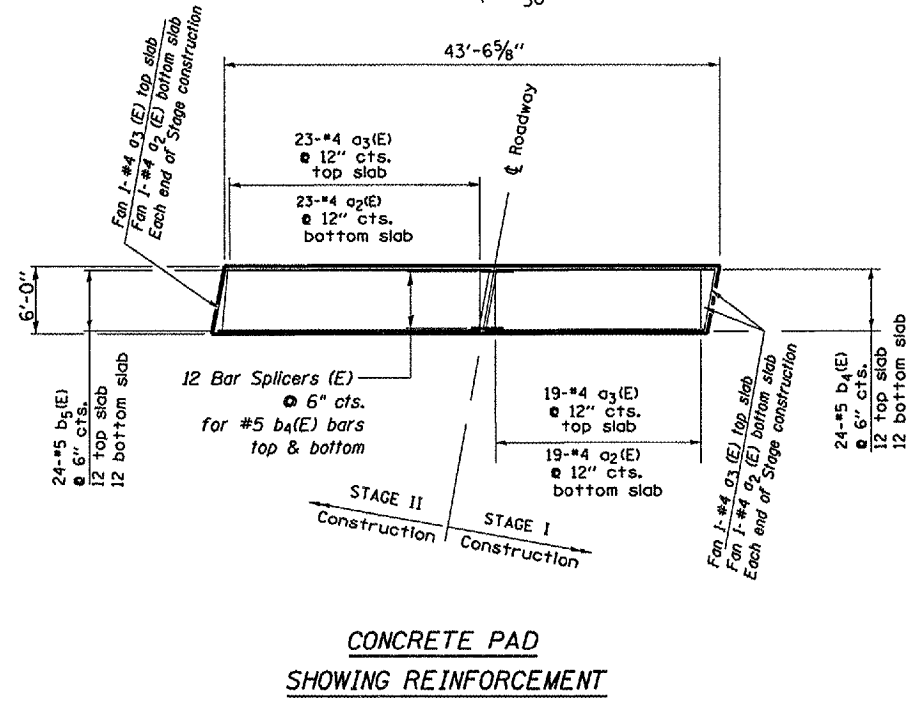 43'-6⅝"
Fan 1-#4 a3 (E) top slab
Fan 1-#4 a2 (E) bottom slab
Each end of Stage construction
℄ Roadway
23-#4 a3(E)
@ 12" cts.
top slab
23-#4 a2(E)
@ 12" cts.
bottom slab
6'-0"
24-#5 b5(E)
@ 6" cts.
12 top slab
12 bottom slab
12 Bar Splicers (E)
@ 6" cts.
for #5 b4(E) bars
top & bottom
19-#4 a3(E)
@ 12" cts.
top slab
19-#4 a2(E)
@ 12" cts.
bottom slab
Fan 1-#4 a3 (E) top slab
Fan 1-#4 a2 (E) bottom slab
Each end of Stage construction
24-#5 b4(E)
@ 6" cts.
12 top slab
12 bottom slab
STAGE II
Construction
STAGE I
Construction
CONCRETE PAD
SHOWING REINFORCEMENT